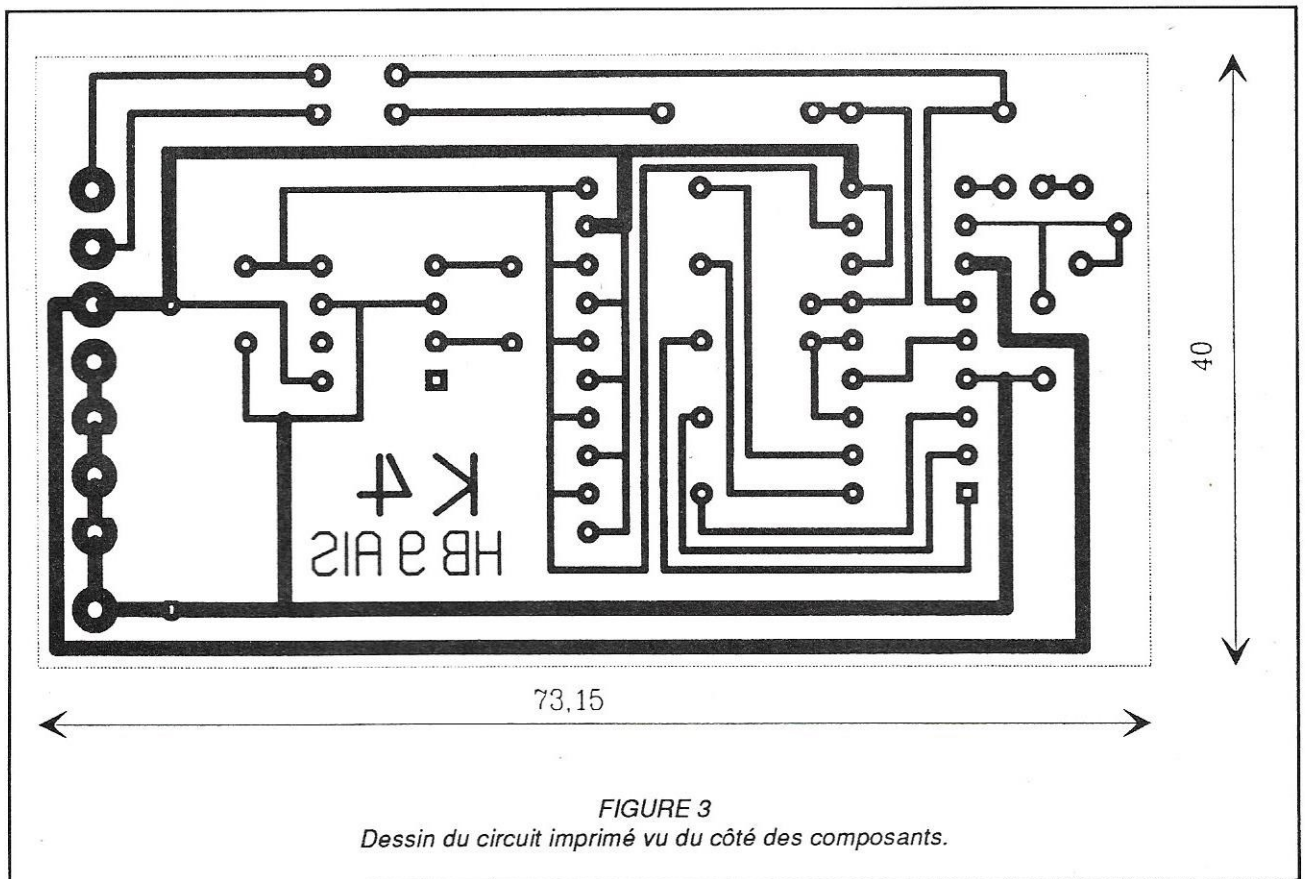 K 4
HB 9 AIS
40
73,15
FIGURE 3
Dessin du circuit imprimé vu du côté des composants.